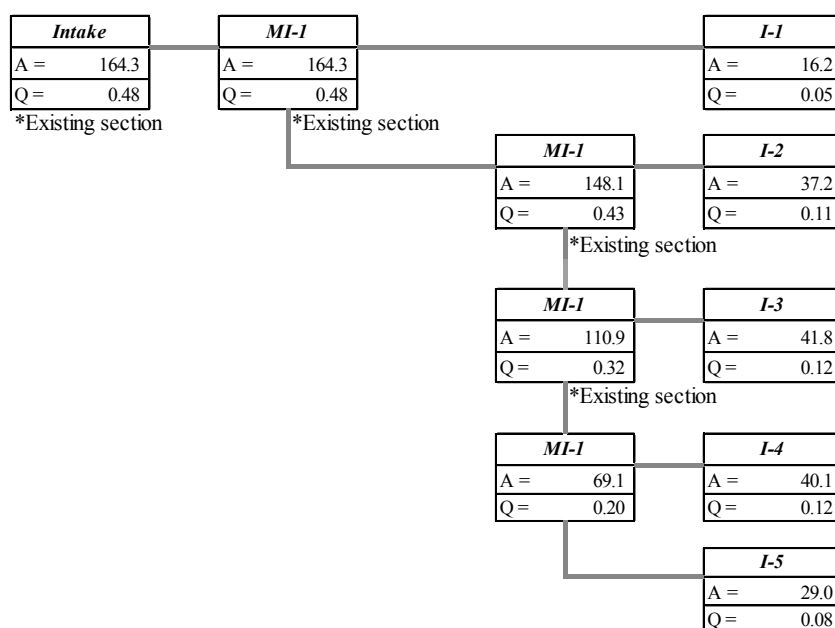 Intake MI-1 I-1
A = 164.3 A = 164.3 A = 16.2
Q = 0.48 Q = 0.48 Q = 0.05
*Existing section *Existing section
MI-1 I-2
A = 148.1 A = 37.2
Q = 0.43 Q = 0.11
*Existing section
MI-1 I-3
A = 110.9 A = 41.8
Q = 0.32 Q = 0.12
*Existing section
MI-1 I-4
A = 69.1 A = 40.1
Q = 0.20 Q = 0.12
I-5
A = 29.0
Q = 0.08